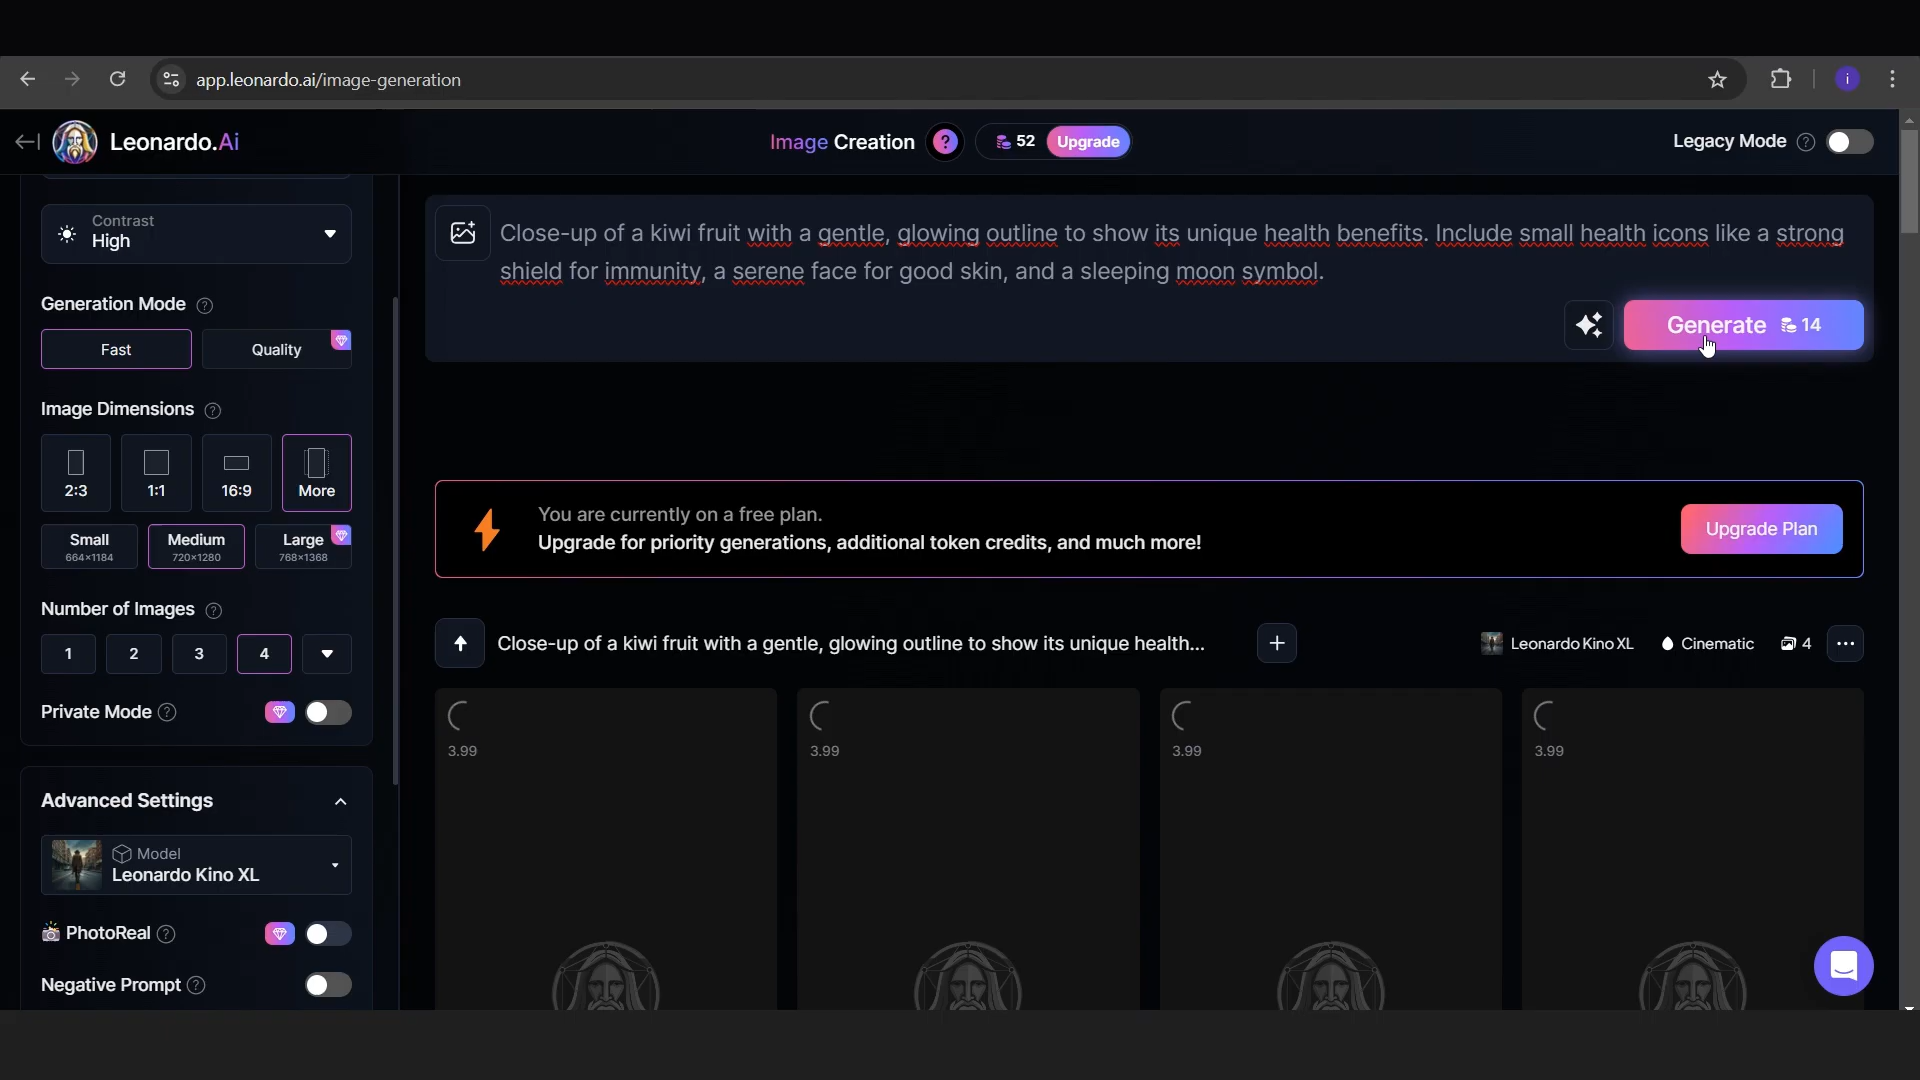 app.leonardo.ai/image-generation
i
Leonardo.Ai
Image Creation
?
52
Upgrade
Legacy Mode ?
Contrast
High
Close-up of a kiwi fruit with a gentle, glowing outline to show its unique health benefits. Include small health icons like a strong
shield for immunity, a serene face for good skin, and a sleeping moon symbol.
Generate 14
Generation Mode ?
Fast
Quality
Image Dimensions ?
2:3
1:1
16:9
More
Small
664×1184
Medium
720×1280
Large
768×1368
You are currently on a free plan.
Upgrade for priority generations, additional token credits, and much more!
Upgrade Plan
Number of Images ?
1
2
3
4
Private Mode ?
Close-up of a kiwi fruit with a gentle, glowing outline to show its unique health...
+
Leonardo Kino XL
Cinematic
4
3.99
3.99
3.99
3.99
Advanced Settings
Model
Leonardo Kino XL
PhotoReal ?
Negative Prompt ?